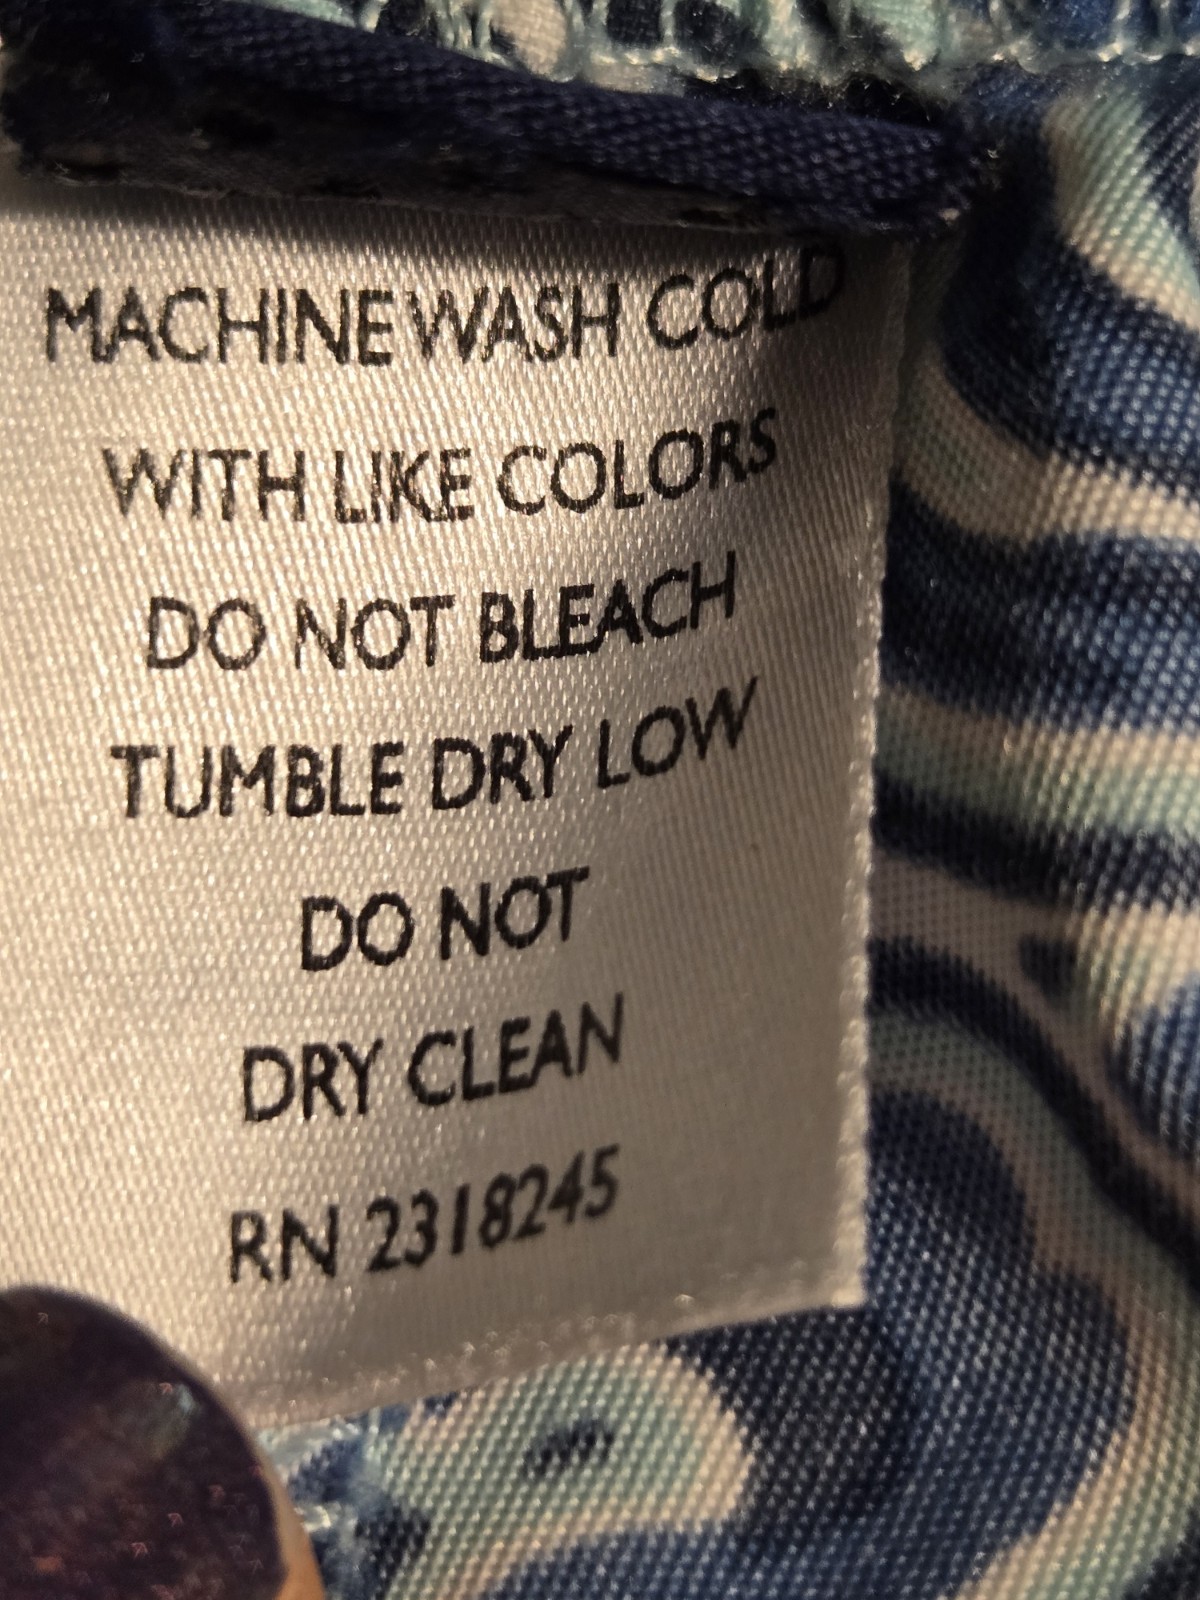 MACHINE WASH COLD
WITH LIKE COLORS
DO NOT BLEACH
TUMBLE DRY LOW
DO NOT
DRY CLEAN
RN 2318245